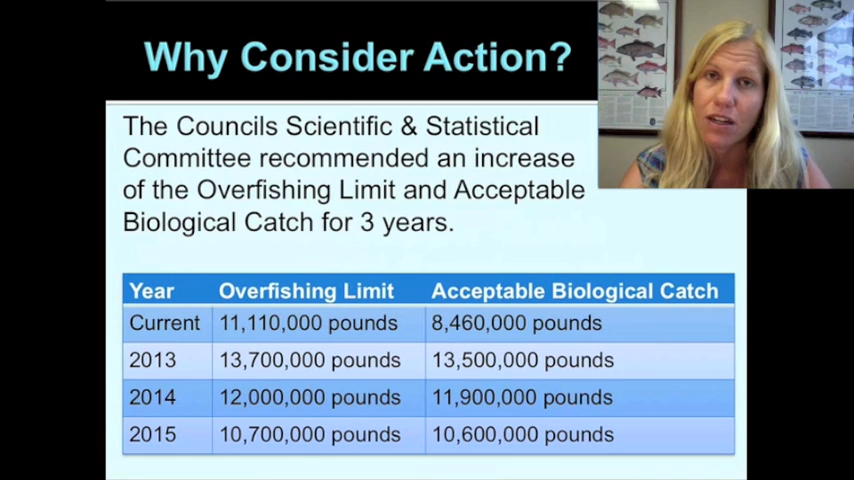 Why Consider Action?
The Councils Scientific & Statistical
Committee recommended an increase
of the Overfishing Limit and Acceptable
Biological Catch for 3 years.
Year Overfishing Limit Acceptable Biological Catch
Current 11,110,000 pounds 8,460,000 pounds
2013 13,700,000 pounds 13,500,000 pounds
2014 12,000,000 pounds 11,900,000 pounds
2015 10,700,000 pounds 10,600,000 pounds